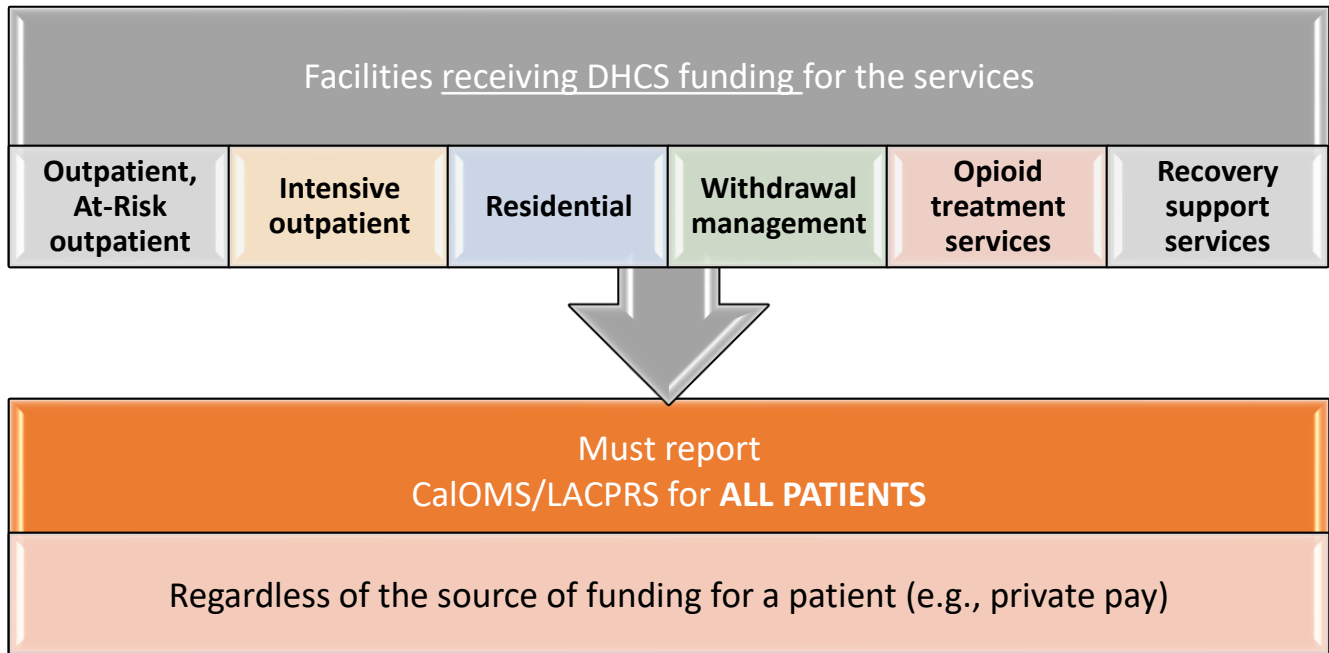 Facilities receiving DHCS funding for the services
Outpatient,
At-Risk
outpatient
Intensive
outpatient
Residential
Withdrawal
management
Opioid
treatment
services
Recovery
support
services
Must report
CalOMS/LACPRS for ALL PATIENTS
Regardless of the source of funding for a patient (e.g., private pay)